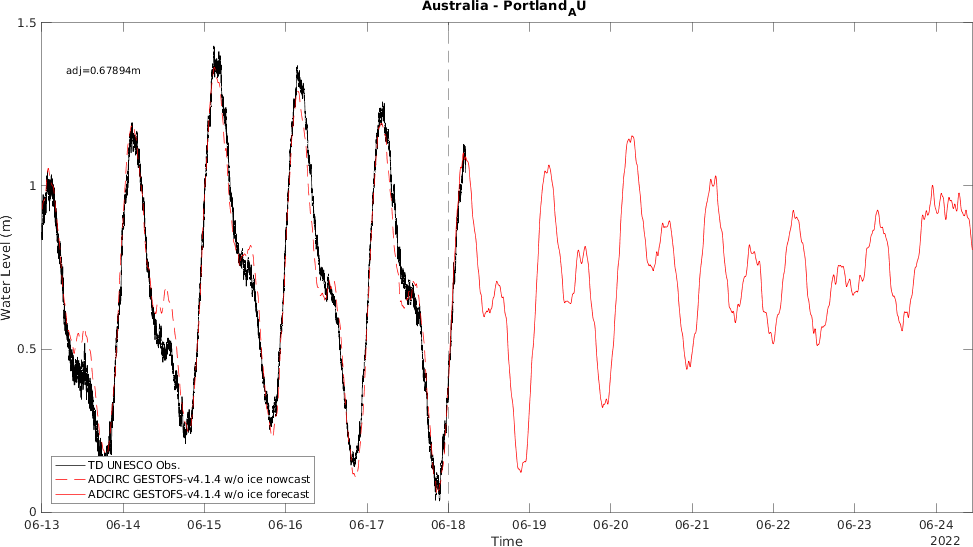 Australia - Portland_AU
1.5
adj=0.67894m
1
Water Level (m)
0.5
TD UNESCO Obs.
ADCIRC GESTOFS-v4.1.4 w/o ice nowcast
ADCIRC GESTOFS-v4.1.4 w/o ice forecast
0
06-13 06-14 06-15 06-16 06-17 06-18 06-19 06-20 06-21 06-22 06-23 06-24
Time 2022